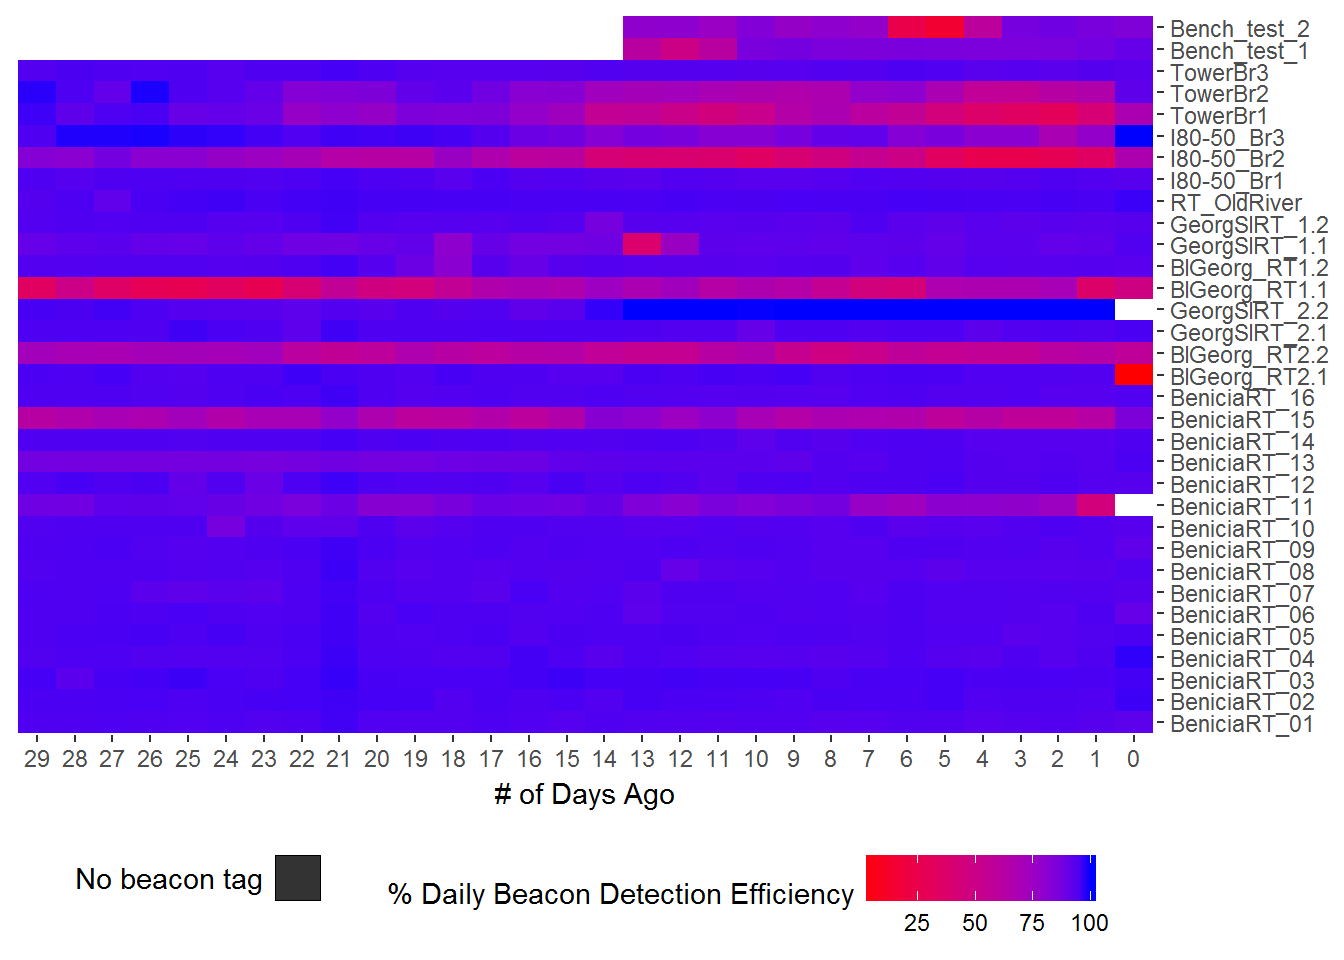 Bench_test_2
Bench_test_1
TowerBr3
TowerBr2
TowerBr1
I80-50_Br3
I80-50_Br2
I80-50_Br1
RT_OldRiver
GeorgSlRT_1.2
GeorgSlRT_1.1
BlGeorg_RT1.2
BlGeorg_RT1.1
GeorgSlRT_2.2
GeorgSlRT_2.1
BlGeorg_RT2.2
BlGeorg_RT2.1
BeniciaRT_16
BeniciaRT_15
BeniciaRT_14
BeniciaRT_13
BeniciaRT_12
BeniciaRT_11
BeniciaRT_10
BeniciaRT_09
BeniciaRT_08
BeniciaRT_07
BeniciaRT_06
BeniciaRT_05
BeniciaRT_04
BeniciaRT_03
BeniciaRT_02
BeniciaRT_01
29 28 27 26 25 24 23 22 21 20 19 18 17 16 15 14 13 12 11 10 9 8 7 6 5 4 3 2 1 0
# of Days Ago
No beacon tag
% Daily Beacon Detection Efficiency
25 50 75 100